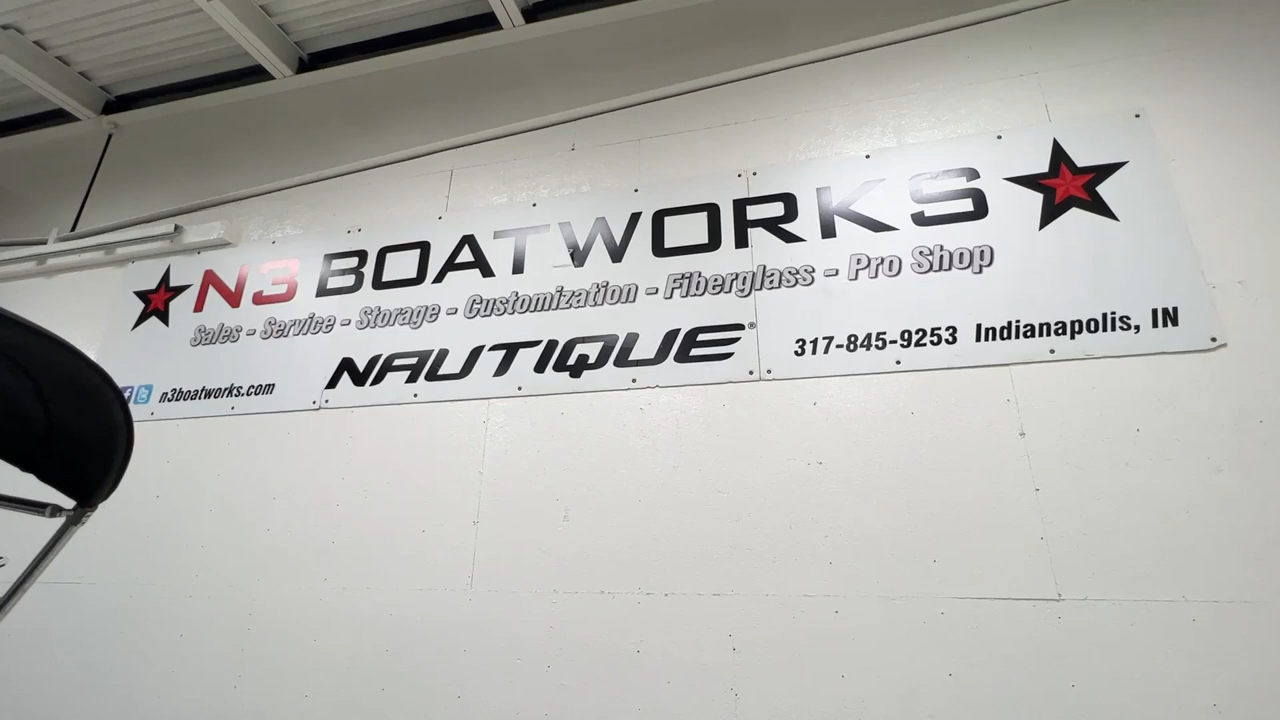 N3 BOATWORKS
Sales - Service - Storage - Customization - Fiberglass - Pro Shop
NAUTIQUE®
317-845-9253 Indianapolis, IN
n3boatworks.com